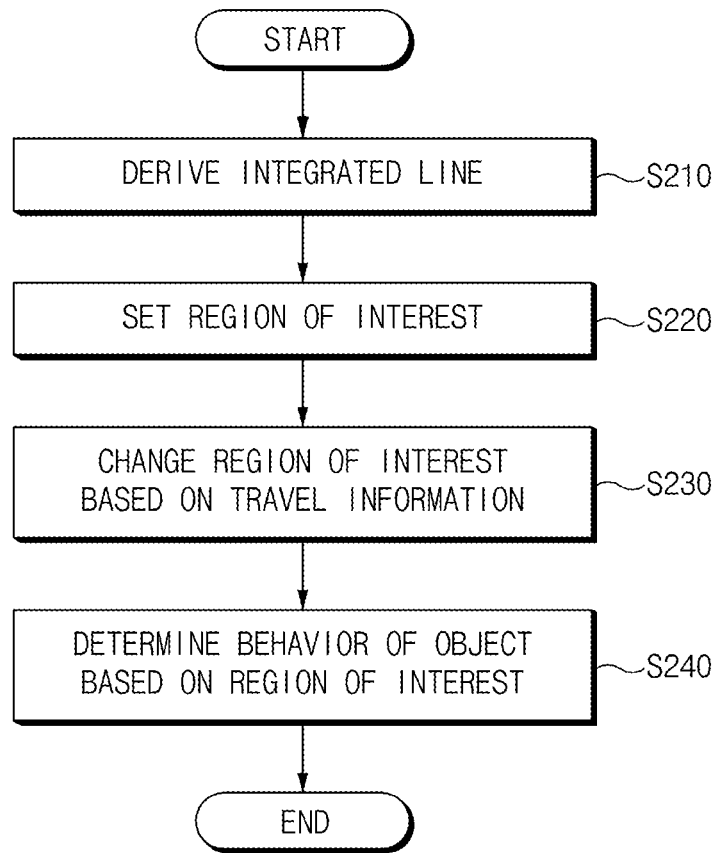 START
DERIVE INTEGRATED LINE
S210
SET REGION OF INTEREST
S220
CHANGE REGION OF INTEREST
BASED ON TRAVEL INFORMATION
S230
DETERMINE BEHAVIOR OF OBJECT
BASED ON REGION OF INTEREST
S240
END